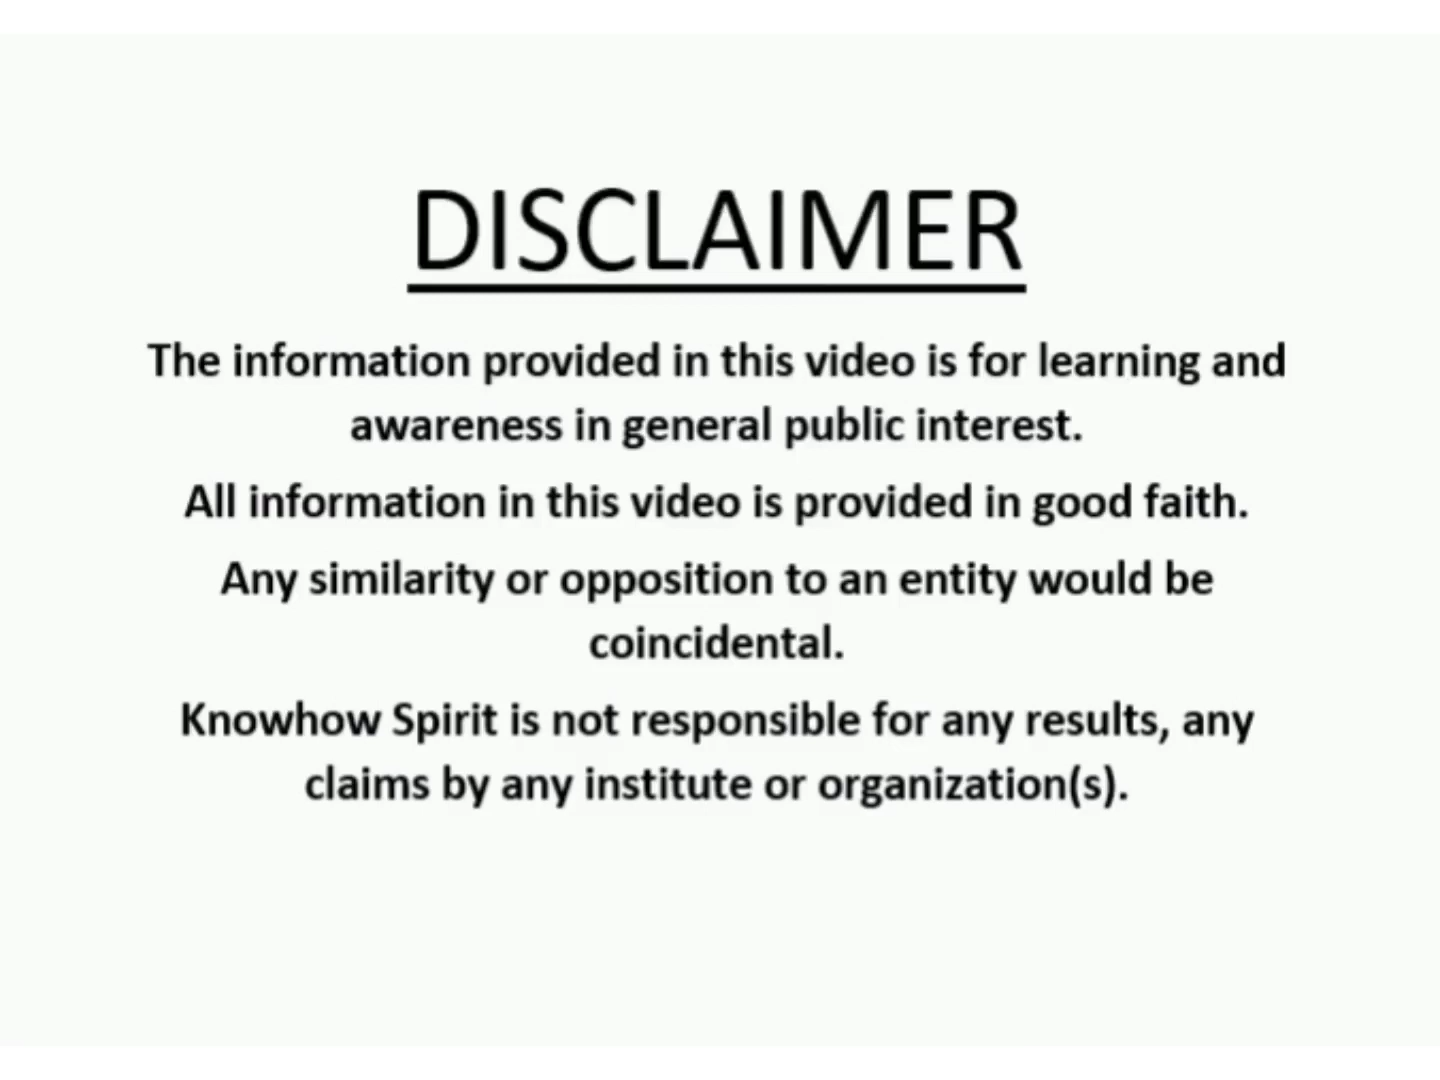 DISCLAIMER
The information provided in this video is for learning and
awareness in general public interest.
All information in this video is provided in good faith.
Any similarity or opposition to an entity would be
coincidental.
Knowhow Spirit is not responsible for any results, any
claims by any institute or organization(s).